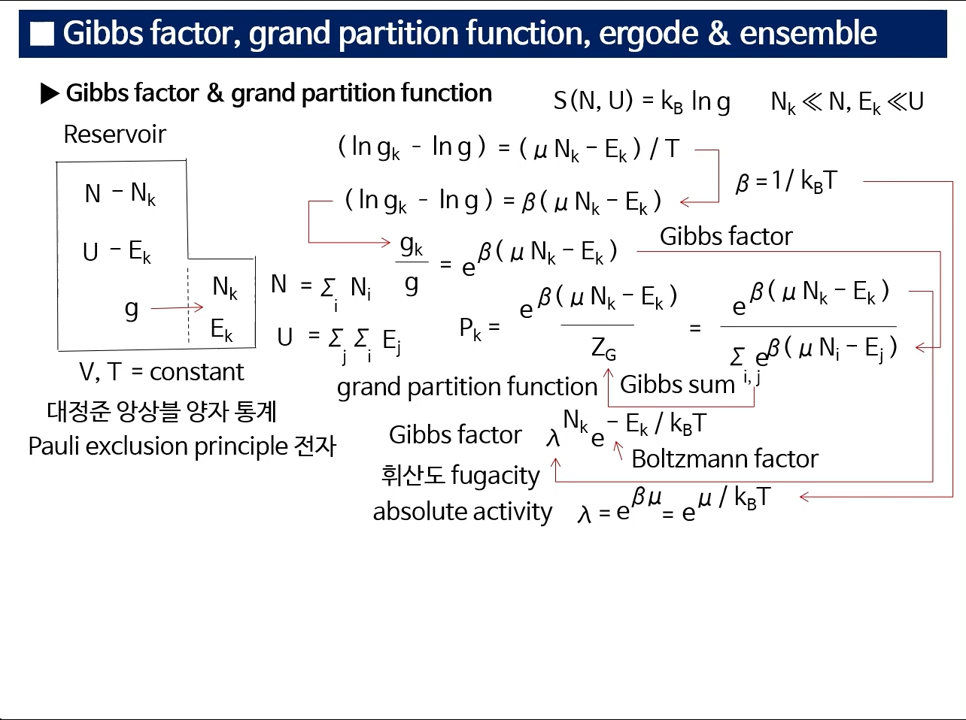 ■ Gibbs factor, grand partition function, ergode & ensemble
▶ Gibbs factor & grand partition function
S(N, U) = k_B ln g N_k ≪ N, E_k ≪U
Reservoir
N − N_k
U − E_k
g
N_k
E_k
V, T = constant
대정준 앙상블 양자 통계
Pauli exclusion principle 전자
(ln g_k - ln g) = (μ N_k − E_k) / T
β =1/ k_BT
(ln g_k - ln g) = β(μ N_k − E_k)
g_k / g = e^β(μ N_k − E_k)
Gibbs factor
N = Σ_i N_i
U = Σ_j Σ_i E_j
P_k = e^β(μ N_k − E_k) / Z_G = e^β(μ N_k − E_k) / Σ_i, j e^β(μ N_i − E_j)
grand partition function
Gibbs sum
Gibbs factor λ^N_k e^− E_k / k_BT
Boltzmann factor
휘산도 fugacity
absolute activity λ = e^βμ = e^μ / k_BT